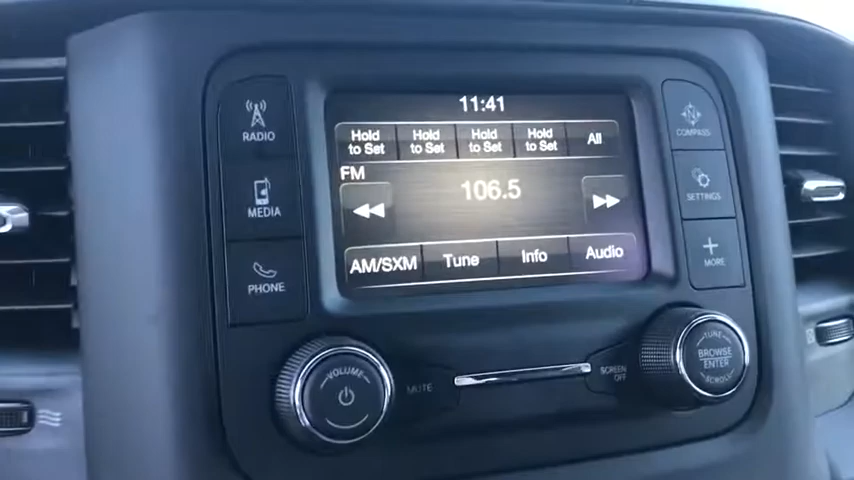 11:41
Hold to Set
Hold to Set
Hold to Set
Hold to Set
All
FM
106.5
AM/SXM
Tune
Info
Audio
RADIO
MEDIA
PHONE
N
COMPASS
SETTINGS
MORE
VOLUME
MUTE
SCREEN OFF
TUNE
BROWSE
ENTER
SCROLL